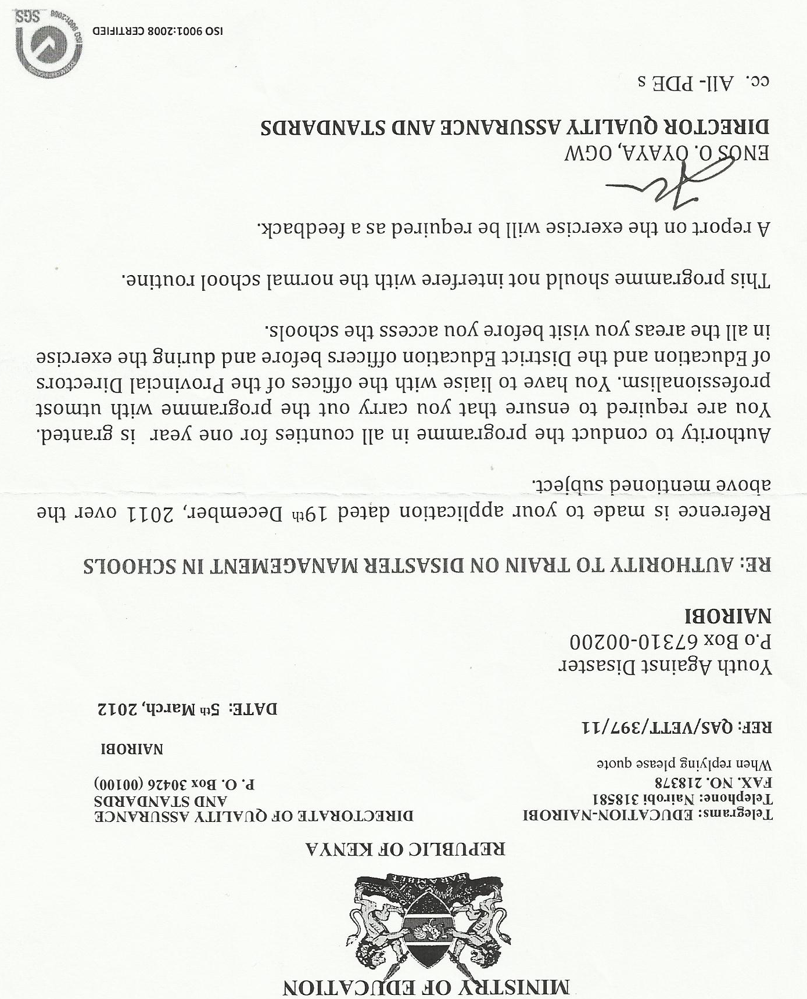 MINISTRY OF EDUCATION
HARAMBEE
REPUBLIC OF KENYA
Telegrams: EDUCATION-NAIROBI
Telephone: Nairobi 318581
FAX. NO. 218378
When replying please quote
DIRECTORATE OF QUALITY ASSURANCE
AND STANDARDS
P. O. Box 30426 (00100)
NAIROBI
REF: QAS/VETT/397/11
DATE: 5th March, 2012
Youth Against Disaster
P.o Box 67310-00200
NAIROBI
RE: AUTHORITY TO TRAIN ON DISASTER MANAGEMENT IN SCHOOLS
Reference is made to your application dated 19th December, 2011 over the
above mentioned subject.
Authority to conduct the programme in all counties for one year is granted.
You are required to ensure that you carry out the programme with utmost
professionalism. You have to liaise with the offices of the Provincial Directors
of Education and the District Education officers before and during the exercise
in all the areas you visit before you access the schools.
This programme should not interfere with the normal school routine.
A report on the exercise will be required as a feedback.
ENOS O. OYAYA, OGW
DIRECTOR QUALITY ASSURANCE AND STANDARDS
cc. All- PDE s
ISO 9001:2008 CERTIFIED
ISO 9001:2008
SGS